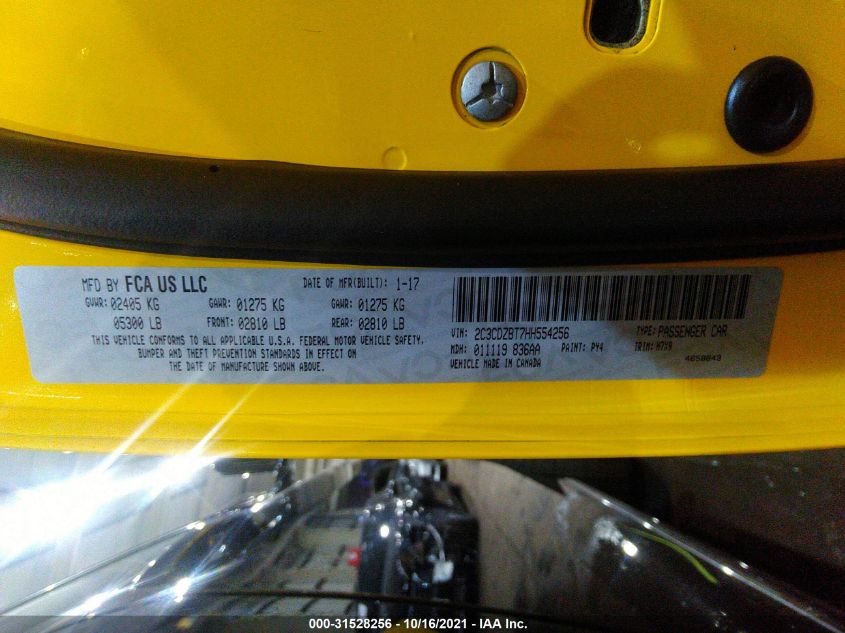 MFD BY FCA US LLC
DATE OF MFR(BUILT): 1-17
GVWR: 02405 KG GAWR: 01275 KG GAWR: 01275 KG
05300 LB FRONT: 02810 LB REAR: 02810 LB
THIS VEHICLE CONFORMS TO ALL APPLICABLE U.S.A. FEDERAL MOTOR VEHICLE SAFETY,
BUMPER AND THEFT PREVENTION STANDARDS IN EFFECT ON
THE DATE OF MANUFACTURE SHOWN ABOVE.
VIN: 2C3CDZBT7HH554256 TYPE: PASSENGER CAR
MDH: 011119 836AA PAINT: PY4 TRIM: H7X9
VEHICLE MADE IN CANADA 4658843
000-31528256 - 10/16/2021 - IAA Inc.